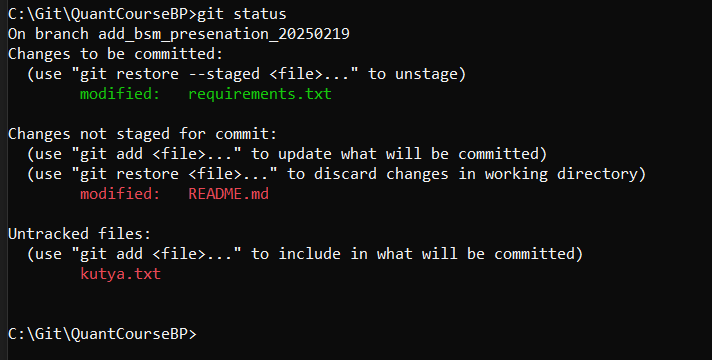 C:\Git\QuantCourseBP>git status
On branch add_bsm_presenation_20250219
Changes to be committed:
  (use "git restore --staged <file>..." to unstage)
        modified:   requirements.txt

Changes not staged for commit:
  (use "git add <file>..." to update what will be committed)
  (use "git restore <file>..." to discard changes in working directory)
        modified:   README.md

Untracked files:
  (use "git add <file>..." to include in what will be committed)
        kutya.txt

C:\Git\QuantCourseBP>